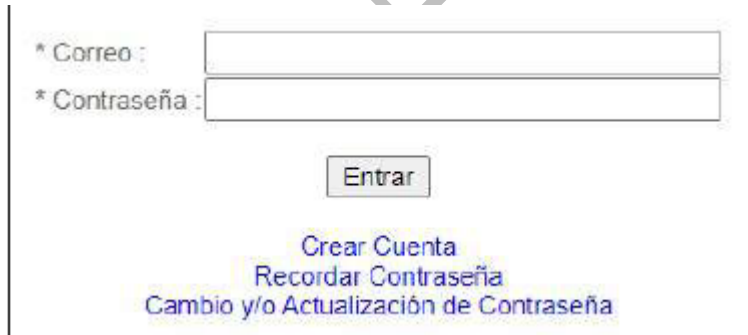 * Correo :
* Contraseña :
Entrar
Crear Cuenta
Recordar Contraseña
Cambio y/o Actualización de Contraseña